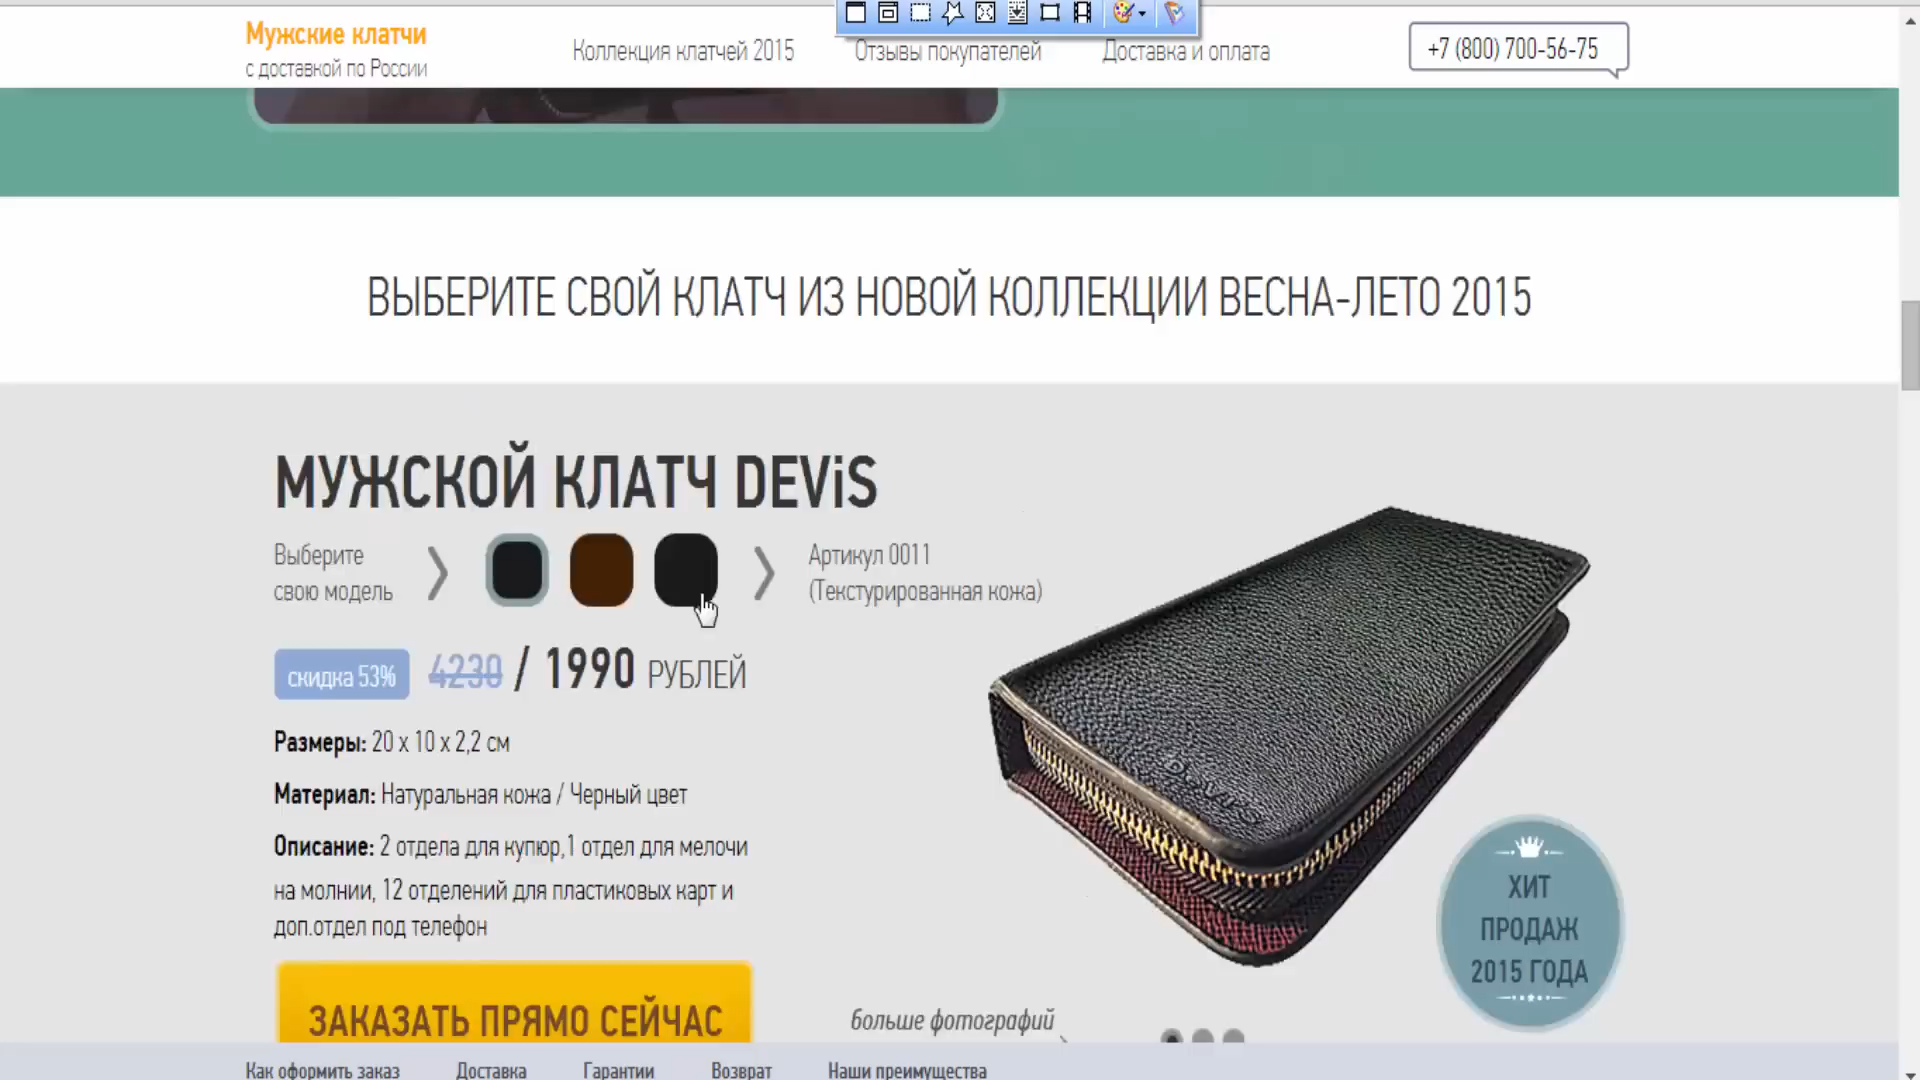 Мужские клатчи
с доставкой по России
Коллекция клатчей 2015
Отзывы покупателей
Доставка и оплата
+7 (800) 700-56-75
ВЫБЕРИТЕ СВОЙ КЛАТЧ ИЗ НОВОЙ КОЛЛЕКЦИИ ВЕСНА-ЛЕТО 2015
МУЖСКОЙ КЛАТЧ DEViS
Выберите
свою модель
Артикул 0011
(Текстурированная кожа)
скидка 53%
4230 / 1990 РУБЛЕЙ
Размеры: 20 х 10 х 2,2 см
Материал: Натуральная кожа / Черный цвет
Описание: 2 отдела для купюр,1 отдел для мелочи
на молнии, 12 отделений для пластиковых карт и
доп.отдел под телефон
ХИТ
ПРОДАЖ
2015 ГОДА
ЗАКАЗАТЬ ПРЯМО СЕЙЧАС
больше фотографий
Как оформить заказ
Доставка
Гарантии
Возврат
Наши преимущества